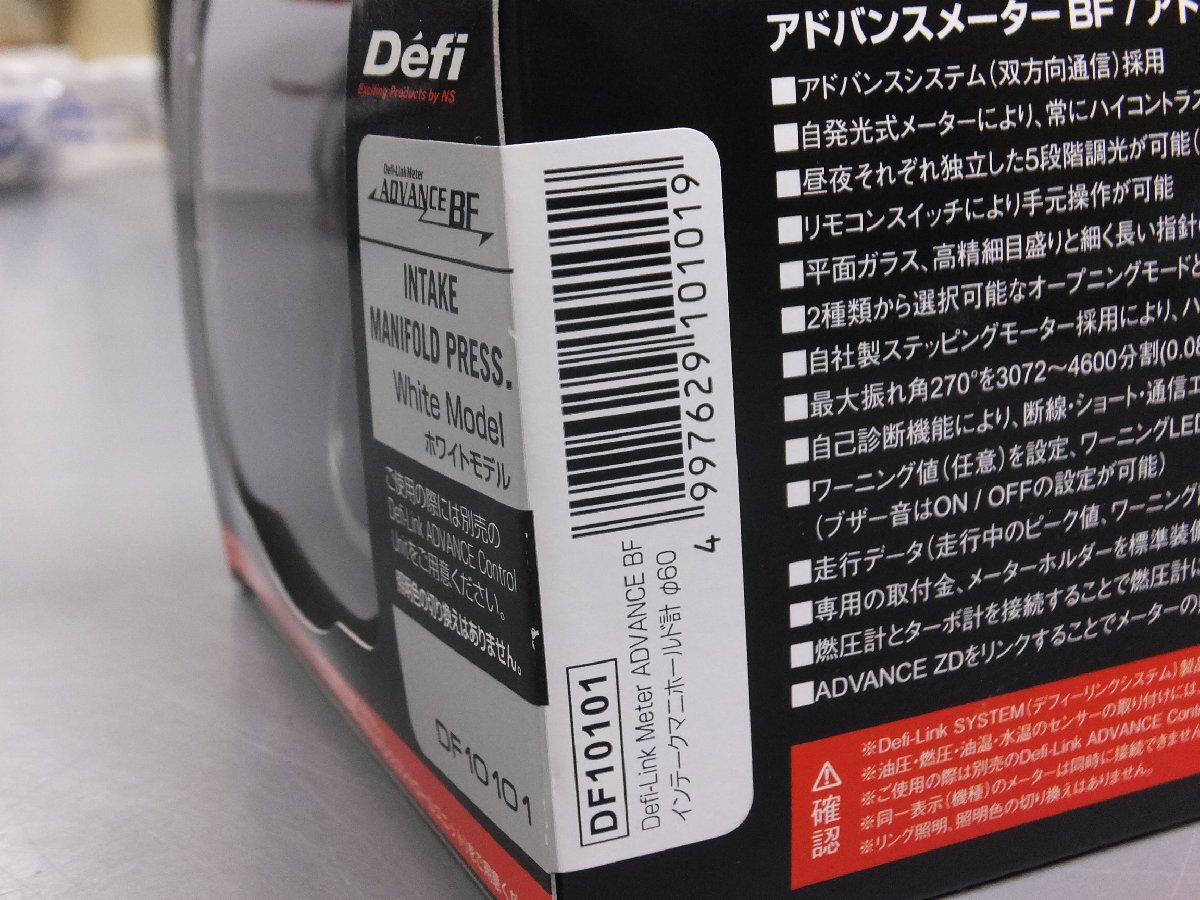 Défi
Exciting Products by NS
Defi-Link Meter
ADVANCE BF
INTAKE
MANIFOLD PRESS.
White Model
ホワイトモデル
ご使用の際には別売の
Defi-Link ADVANCE Control
Unitをご用意ください。
照明色の切り換えはありません。
DF10101
4 997629 101019
DF10101
Defi-Link Meter ADVANCE BF
インテークマニホールド計 φ60
アドバンスメーター BF / アド
■アドバンスシステム(双方向通信)採用
■自発光式メーターにより、常にハイコントラス
■昼夜それぞれ独立した5段階調光が可能(
■リモコンスイッチにより手元操作が可能
■平面ガラス、高精細目盛りと細く長い指針
■2種類から選択可能なオープニングモードと
■自社製ステッピングモーター採用により、ハ
■最大振れ角270°を3072～4600分割(0.08
■自己診断機能により、断線・ショート・通信エ
■ワーニング値(任意)を設定、ワーニングLED
(ブザー音はON / OFFの設定が可能)
■走行データ(走行中のピーク値、ワーニング
■専用の取付金、メーターホルダーを標準装備
■燃圧計とターボ計を接続することで燃圧計に
■ADVANCE ZDをリンクすることでメーターの
確認
※Defi-Link SYSTEM(デフィーリンクシステム)製品
※油圧・燃圧・油温・水温のセンサーの取り付けには、
※ご使用の際は別売のDefi-Link ADVANCE Contr
※同一表示(機種)のメーターは同時に接続できません
※リング照明、照明色の切り換えはありません。